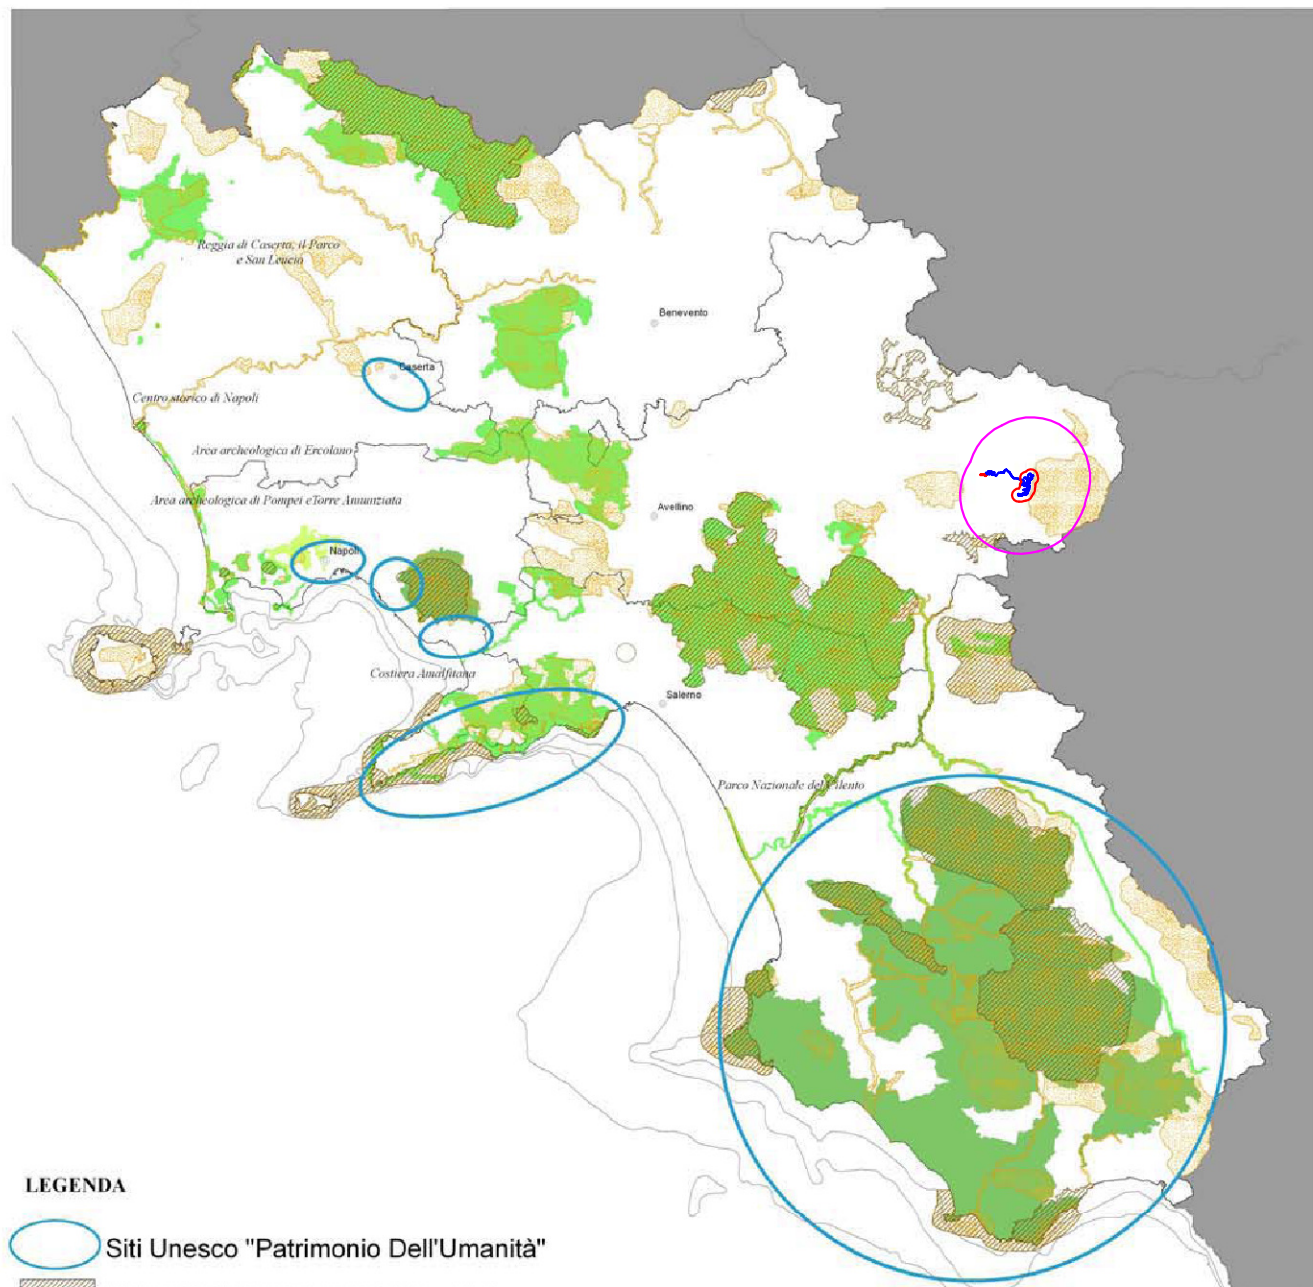 Reggia di Caserta, il Parco
e San Leucio
Benevento
Caserta
Centro storico di Napoli
Area archeologica di Ercolano
Area archeologica di Pompei e Torre Annunziata
Avellino
Napoli
Costiera Amalfitana
Salerno
Parco Nazionale del Cilento
LEGENDA
Siti Unesco "Patrimonio Dell'Umanità"